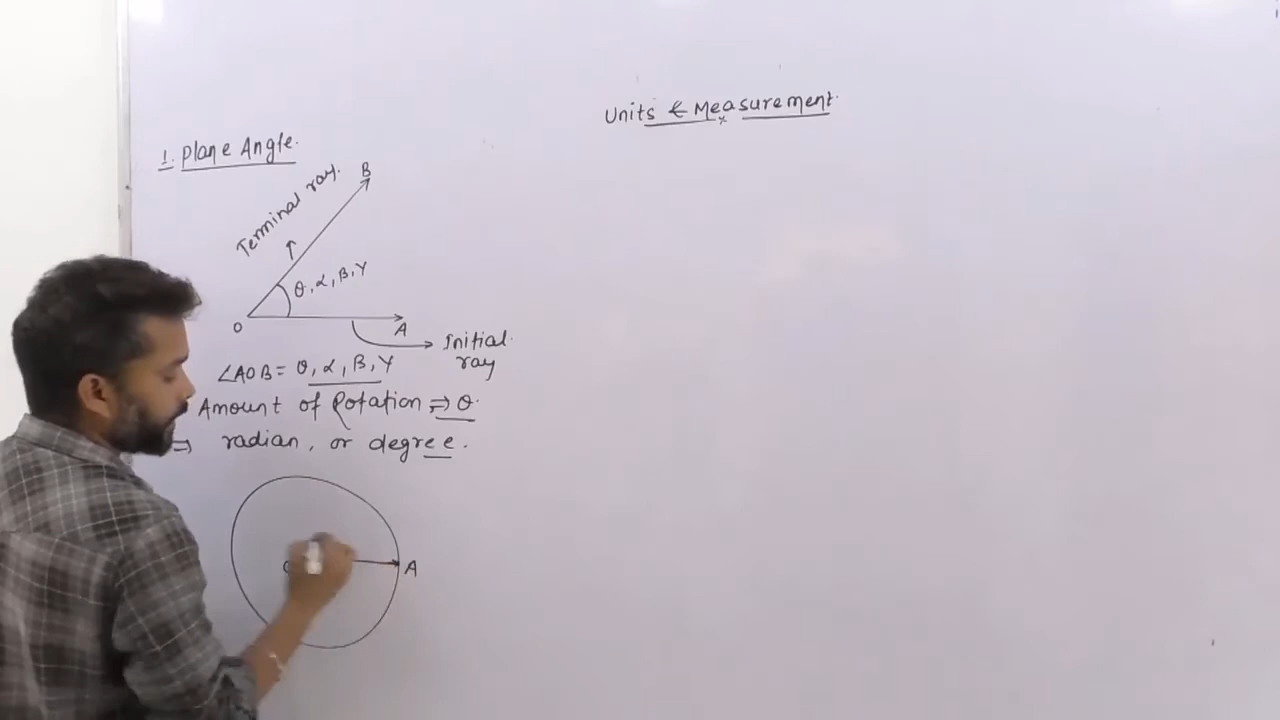 Units & Measurement.
1. Plane Angle.
B
Terminal ray.
θ, α, β, γ
O
A
Initial
ray
∠AOB = θ, α, β, γ
Amount of Rotation ⇒ θ.
⇒ radian, or degree.
A